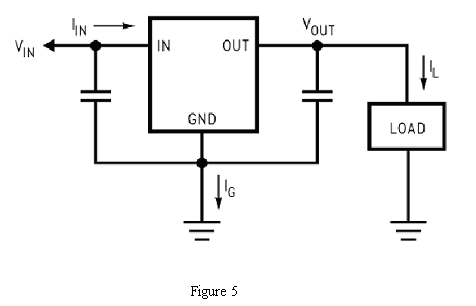 I_IN
V_IN
IN
OUT
V_OUT
GND
I_L
LOAD
I_G
Figure 5